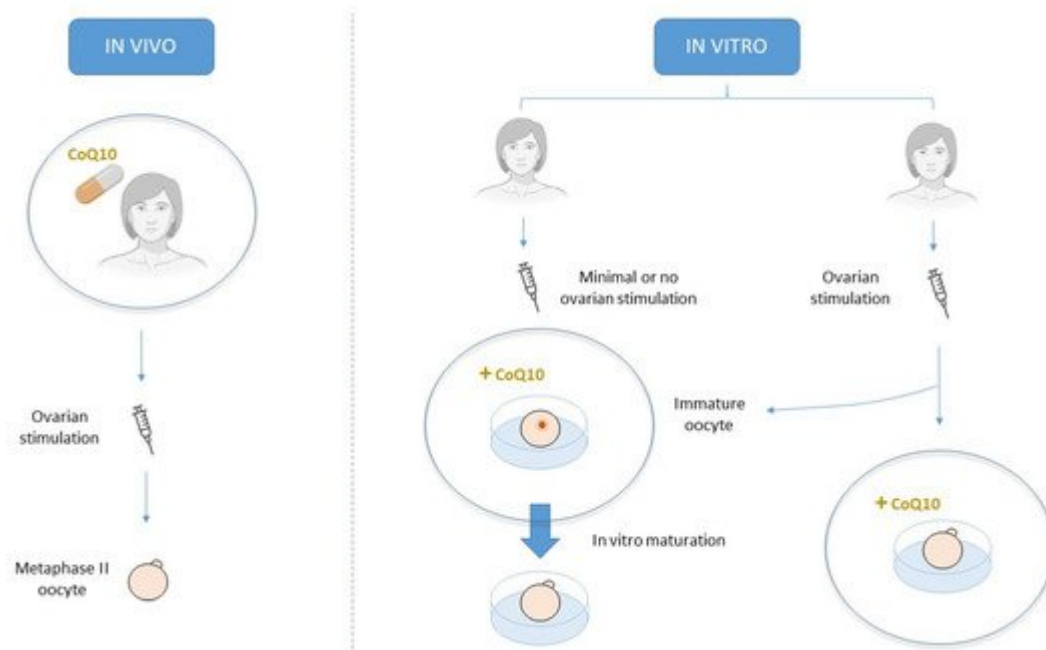 IN VIVO
CoQ10
Ovarian
stimulation
Metaphase II
oocyte
IN VITRO
Minimal or no
ovarian stimulation
Ovarian
stimulation
+ CoQ10
Immature
oocyte
In vitro maturation
+ CoQ10